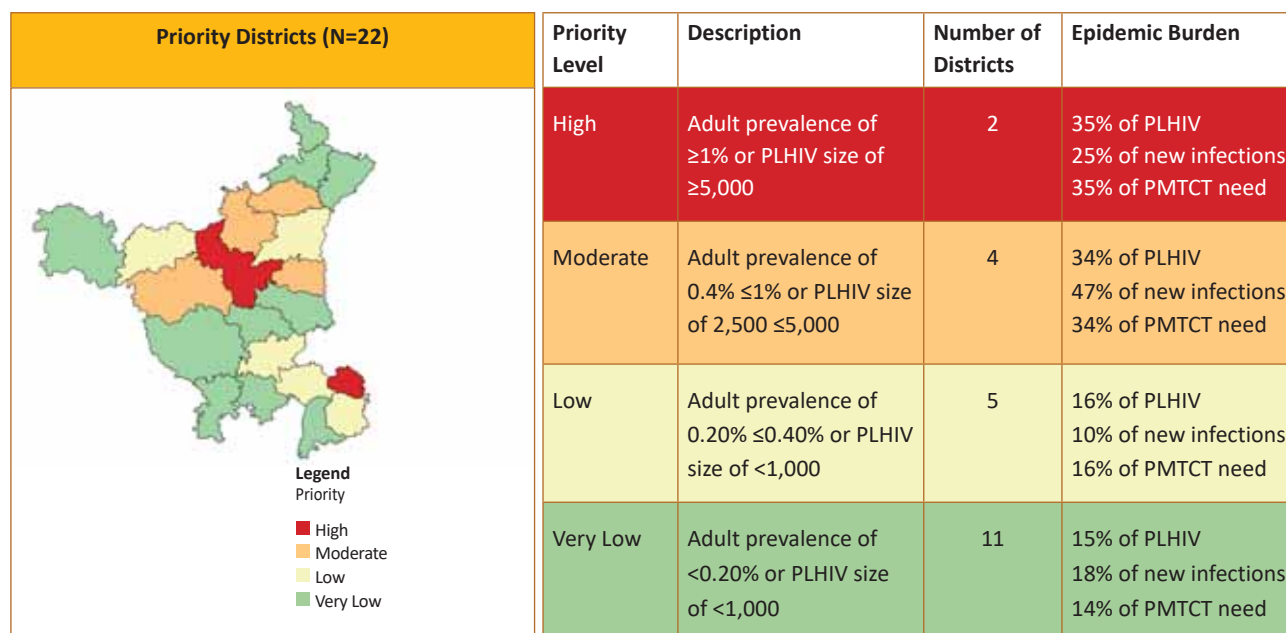 Priority Districts (N=22)
Legend
Priority
High
Moderate
Low
Very Low
Priority
Level
Description
Number of
Districts
Epidemic Burden
High
Adult prevalence of
≥1% or PLHIV size of
≥5,000
2
35% of PLHIV
25% of new infections
35% of PMTCT need
Moderate
Adult prevalence of
0.4% ≤1% or PLHIV size
of 2,500 ≤5,000
4
34% of PLHIV
47% of new infections
34% of PMTCT need
Low
Adult prevalence of
0.20% ≤0.40% or PLHIV
size of <1,000
5
16% of PLHIV
10% of new infections
16% of PMTCT need
Very Low
Adult prevalence of
<0.20% or PLHIV size
of <1,000
11
15% of PLHIV
18% of new infections
14% of PMTCT need